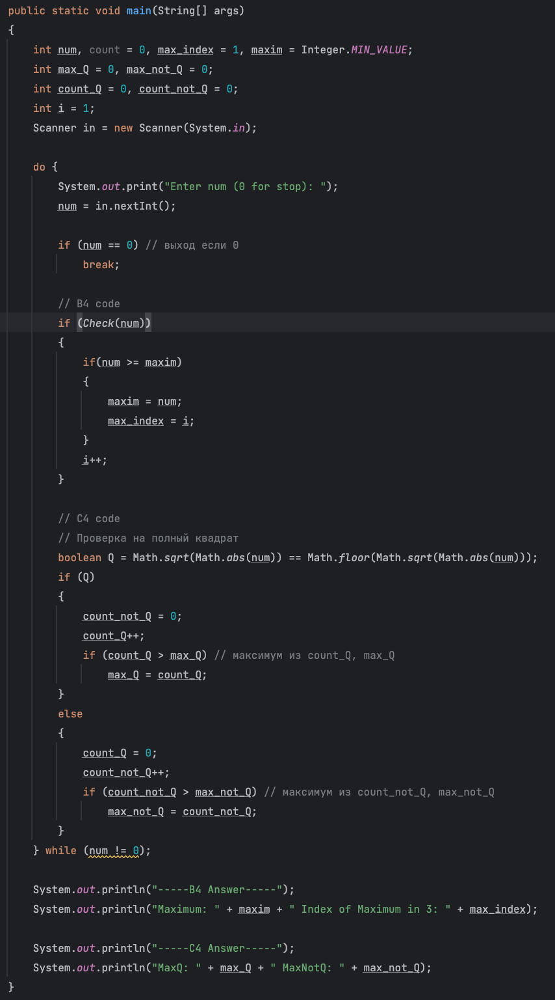 public static void main(String[] args)
{
int num, count = 0, max_index = 1, maxim = Integer.MIN_VALUE;
int max_Q = 0, max_not_Q = 0;
int count_Q = 0, count_not_Q = 0;
int i = 1;
Scanner in = new Scanner(System.in);
do {
System.out.print("Enter num (0 for stop): ");
num = in.nextInt();
if (num == 0) // выход если 0
break;
// B4 code
if (Check(num))
{
if(num >= maxim)
{
maxim = num;
max_index = i;
}
i++;
}
// C4 code
// Проверка на полный квадрат
boolean Q = Math.sqrt(Math.abs(num)) == Math.floor(Math.sqrt(Math.abs(num)));
if (Q)
{
count_not_Q = 0;
count_Q++;
if (count_Q > max_Q) // максимум из count_Q, max_Q
max_Q = count_Q;
}
else
{
count_Q = 0;
count_not_Q++;
if (count_not_Q > max_not_Q) // максимум из count_not_Q, max_not_Q
max_not_Q = count_not_Q;
}
} while (num != 0);
System.out.println("-----B4 Answer-----");
System.out.println("Maximum: " + maxim + " Index of Maximum in 3: " + max_index);
System.out.println("-----C4 Answer-----");
System.out.println("MaxQ: " + max_Q + " MaxNotQ: " + max_not_Q);
}